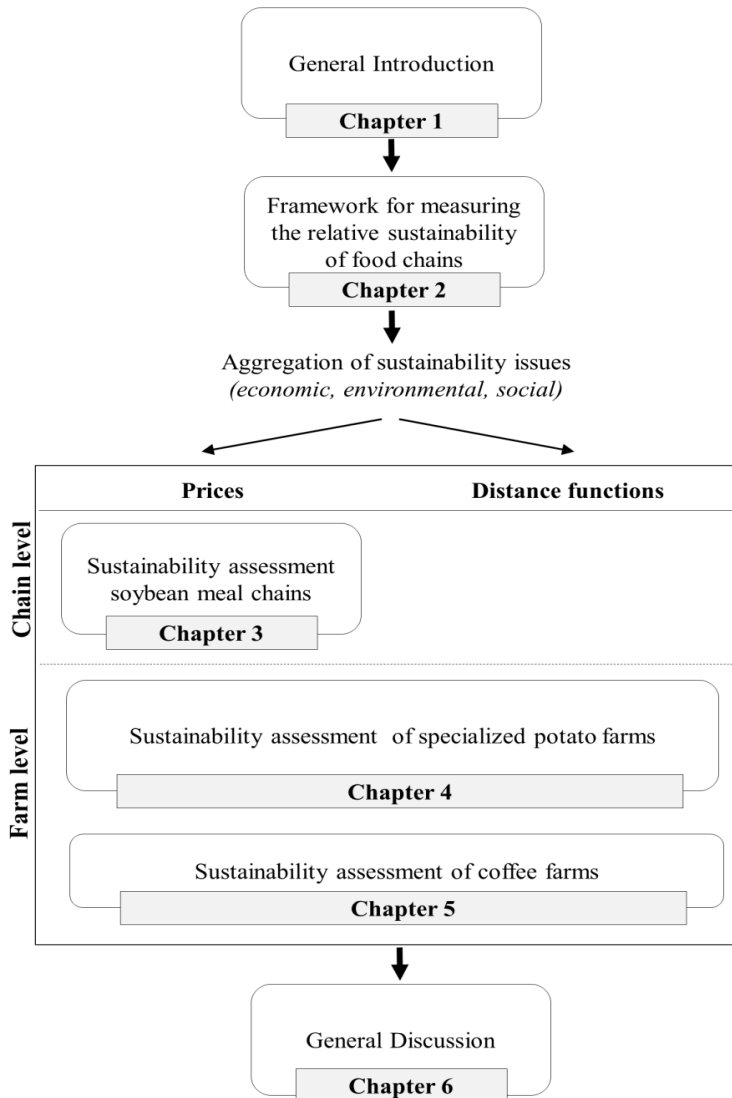 General Introduction
Chapter 1
Framework for measuring
the relative sustainability
of food chains
Chapter 2
Aggregation of sustainability issues
(economic, environmental, social)
Prices
Distance functions
Chain level
Sustainability assessment
soybean meal chains
Chapter 3
Farm level
Sustainability assessment of specialized potato farms
Chapter 4
Sustainability assessment of coffee farms
Chapter 5
General Discussion
Chapter 6